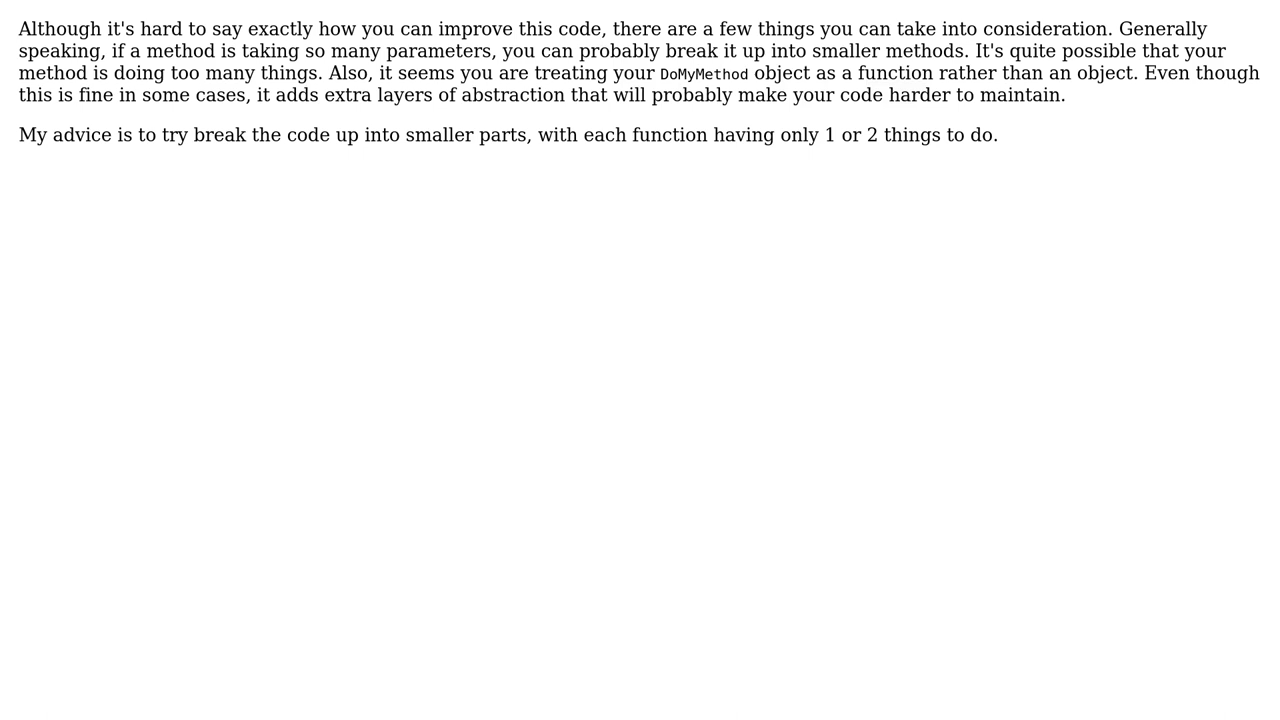 Although it's hard to say exactly how you can improve this code, there are a few things you can take into consideration. Generally
speaking, if a method is taking so many parameters, you can probably break it up into smaller methods. It's quite possible that your
method is doing too many things. Also, it seems you are treating your DoMyMethod object as a function rather than an object. Even though
this is fine in some cases, it adds extra layers of abstraction that will probably make your code harder to maintain.
My advice is to try break the code up into smaller parts, with each function having only 1 or 2 things to do.